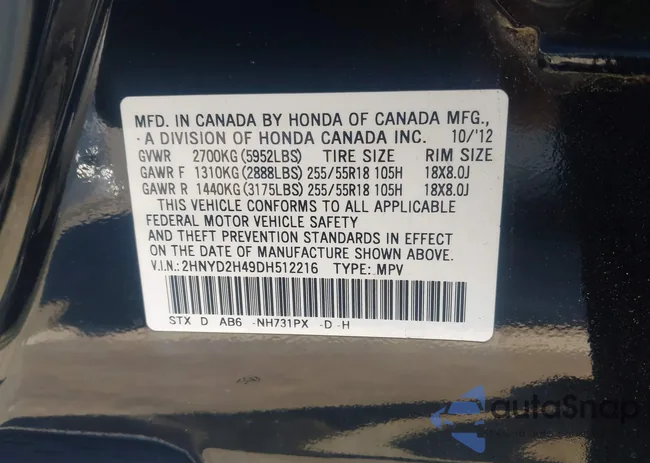 MFD. IN CANADA BY HONDA OF CANADA MFG.,
A DIVISION OF HONDA CANADA INC. 10/'12
GVWR 2700KG(5952LBS) TIRE SIZE RIM SIZE
GAWR F 1310KG(2888LBS) 255/55R18 105H 18X8.0J
GAWR R 1440KG(3175LBS) 255/55R18 105H 18X8.0J
THIS VEHICLE CONFORMS TO ALL APPLICABLE
FEDERAL MOTOR VEHICLE SAFETY
AND THEFT PREVENTION STANDARDS IN EFFECT
ON THE DATE OF MANUFACTURE SHOWN ABOVE.
V.I.N.:2HNYD2H49DH512216 TYPE: MPV
STX D AB6 -NH731PX -D -H
autoSnap